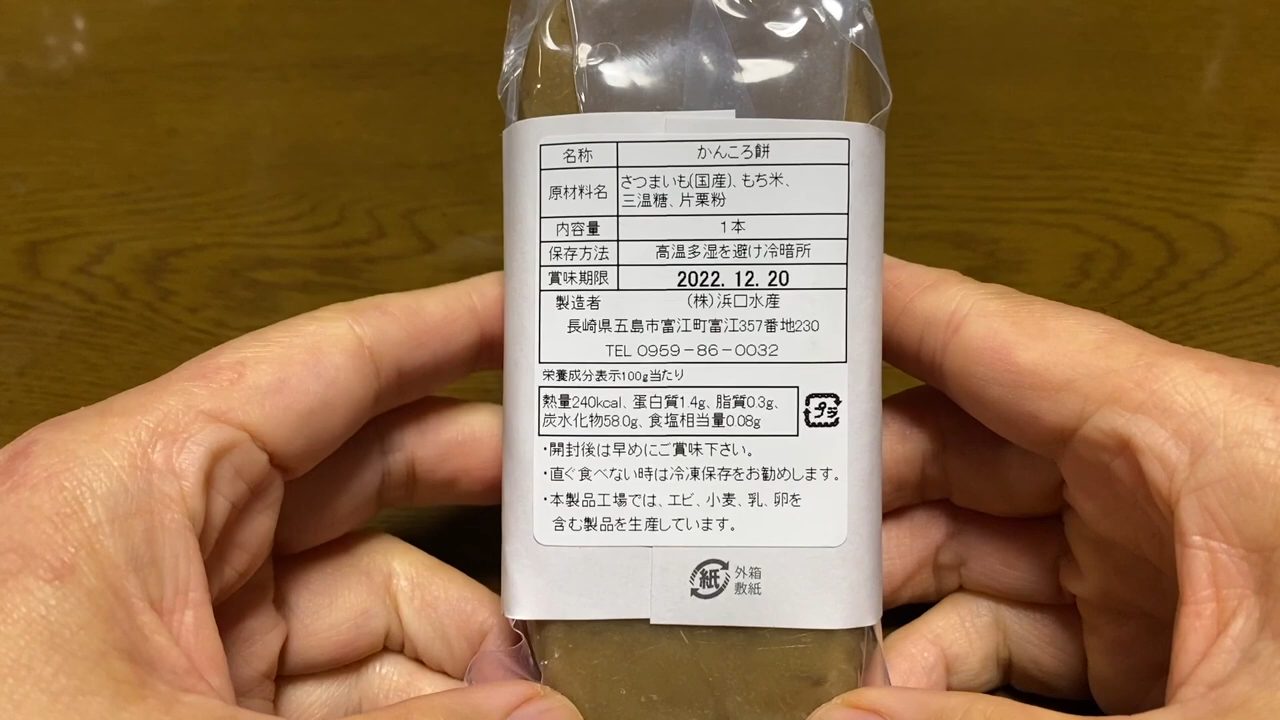 名称 かんころ餅
原材料名 さつまいも(国産)、もち米、
三温糖、片栗粉
内容量 1本
保存方法 高温多湿を避け冷暗所
賞味期限 2022.12.20
製造者 (株)浜口水産
長崎県五島市富江町富江357番地230
TEL 0959-86-0032
栄養成分表示100g当たり
熱量240kcal、蛋白質1.4g、脂質0.3g、
炭水化物58.0g、食塩相当量0.08g
プラ
・開封後は早めにご賞味下さい。
・直ぐ食べない時は冷凍保存をお勧めします。
・本製品工場では、エビ、小麦、乳、卵を
含む製品を生産しています。
紙 外箱
敷紙